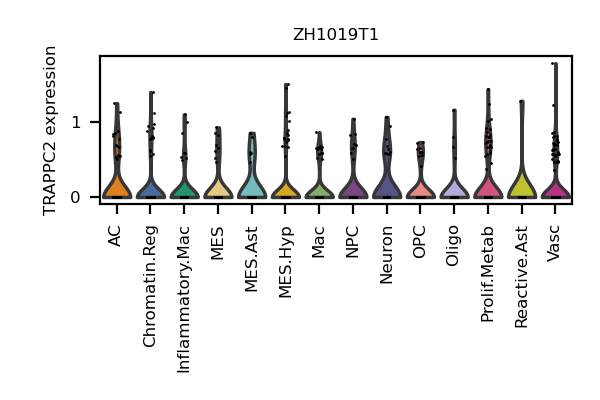 ZH1019T1
TRAPPC2 expression
1
0
AC
Chromatin.Reg
Inflammatory.Mac
MES
MES.Ast
MES.Hyp
Mac
NPC
Neuron
OPC
Oligo
Prolif.Metab
Reactive.Ast
Vasc